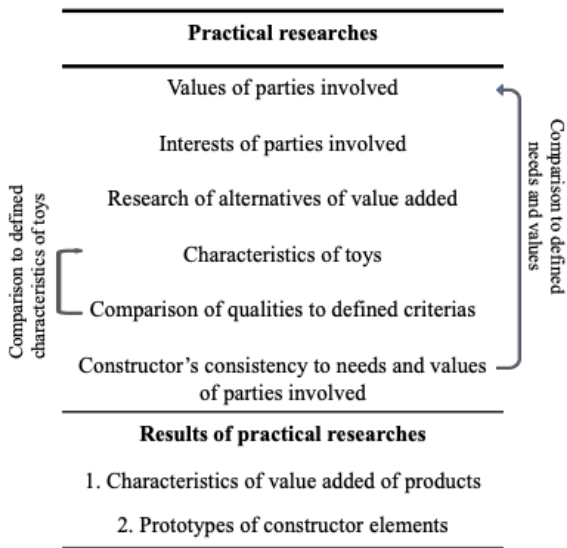 Practical researches
Values of parties involved
Interests of parties involved
Research of alternatives of value added
Characteristics of toys
Comparison of qualities to defined criterias
Constructor's consistency to needs and values
of parties involved
Comparison to defined
characteristics of toys
Comparison to defined
needs and values
Results of practical researches
1. Characteristics of value added of products
2. Prototypes of constructor elements